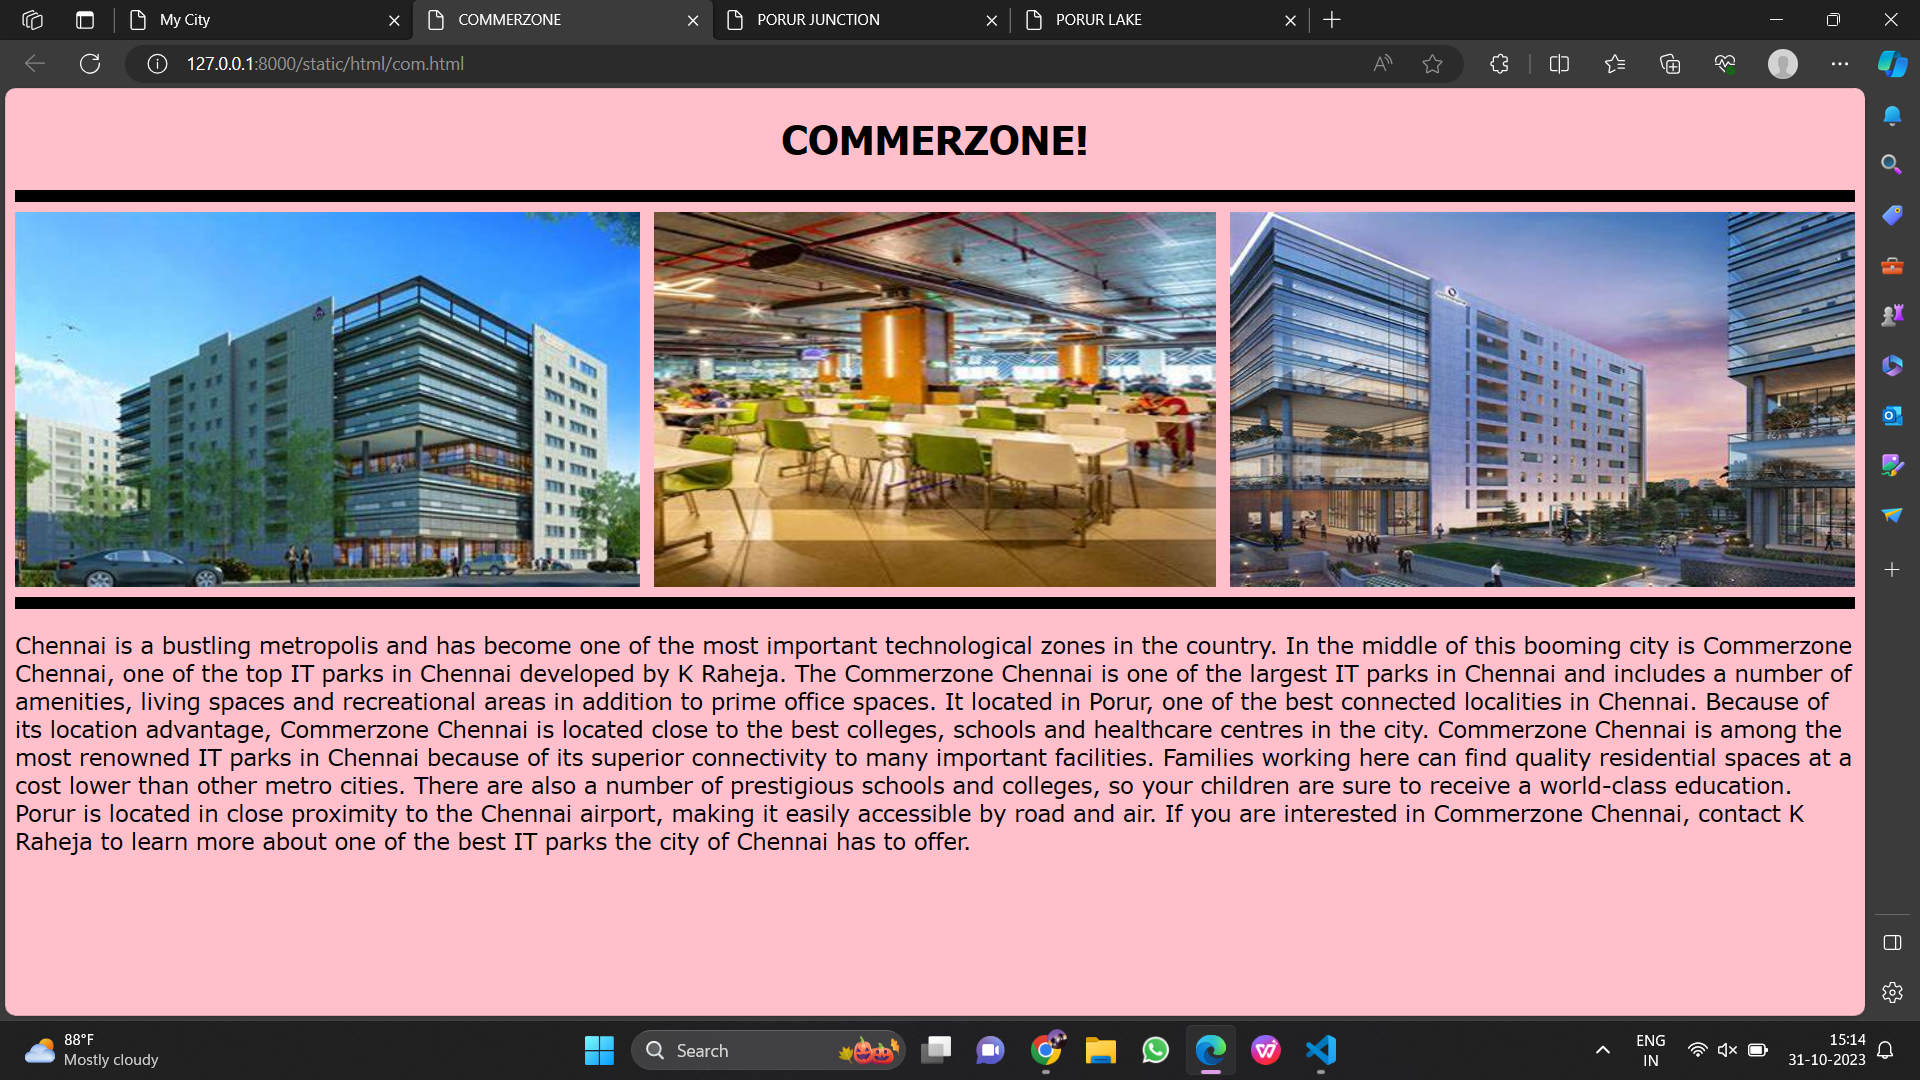 My City
COMMERZONE
PORUR JUNCTION
PORUR LAKE
127.0.0.1:8000/static/html/com.html
COMMERZONE!
Chennai is a bustling metropolis and has become one of the most important technological zones in the country. In the middle of this booming city is Commerzone
Chennai, one of the top IT parks in Chennai developed by K Raheja. The Commerzone Chennai is one of the largest IT parks in Chennai and includes a number of
amenities, living spaces and recreational areas in addition to prime office spaces. It located in Porur, one of the best connected localities in Chennai. Because of
its location advantage, Commerzone Chennai is located close to the best colleges, schools and healthcare centres in the city. Commerzone Chennai is among the
most renowned IT parks in Chennai because of its superior connectivity to many important facilities. Families working here can find quality residential spaces at a
cost lower than other metro cities. There are also a number of prestigious schools and colleges, so your children are sure to receive a world-class education.
Porur is located in close proximity to the Chennai airport, making it easily accessible by road and air. If you are interested in Commerzone Chennai, contact K
Raheja to learn more about one of the best IT parks the city of Chennai has to offer.
88°F
Mostly cloudy
Search
ENG
IN
15:14
31-10-2023